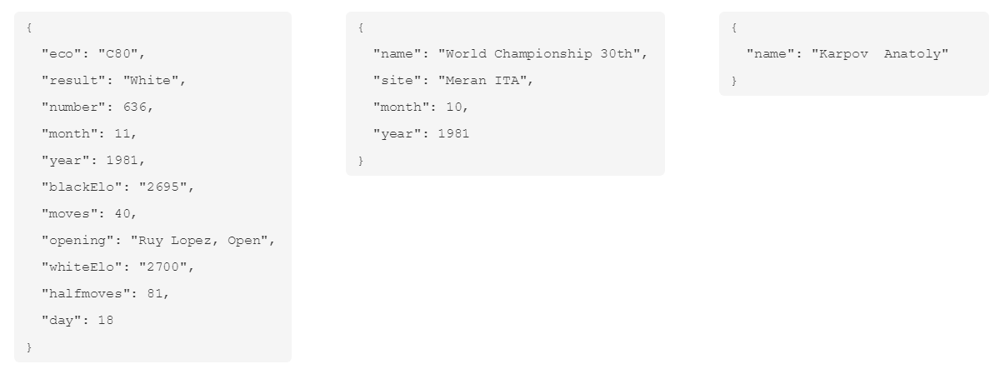 {
"eco": "C80",
"result": "White",
"number": 636,
"month": 11,
"year": 1981,
"blackElo": "2695",
"moves": 40,
"opening": "Ruy Lopez, Open",
"whiteElo": "2700",
"halfmoves": 81,
"day": 18
}
{
"name": "World Championship 30th",
"site": "Meran ITA",
"month": 10,
"year": 1981
}
{
"name": "Karpov  Anatoly"
}